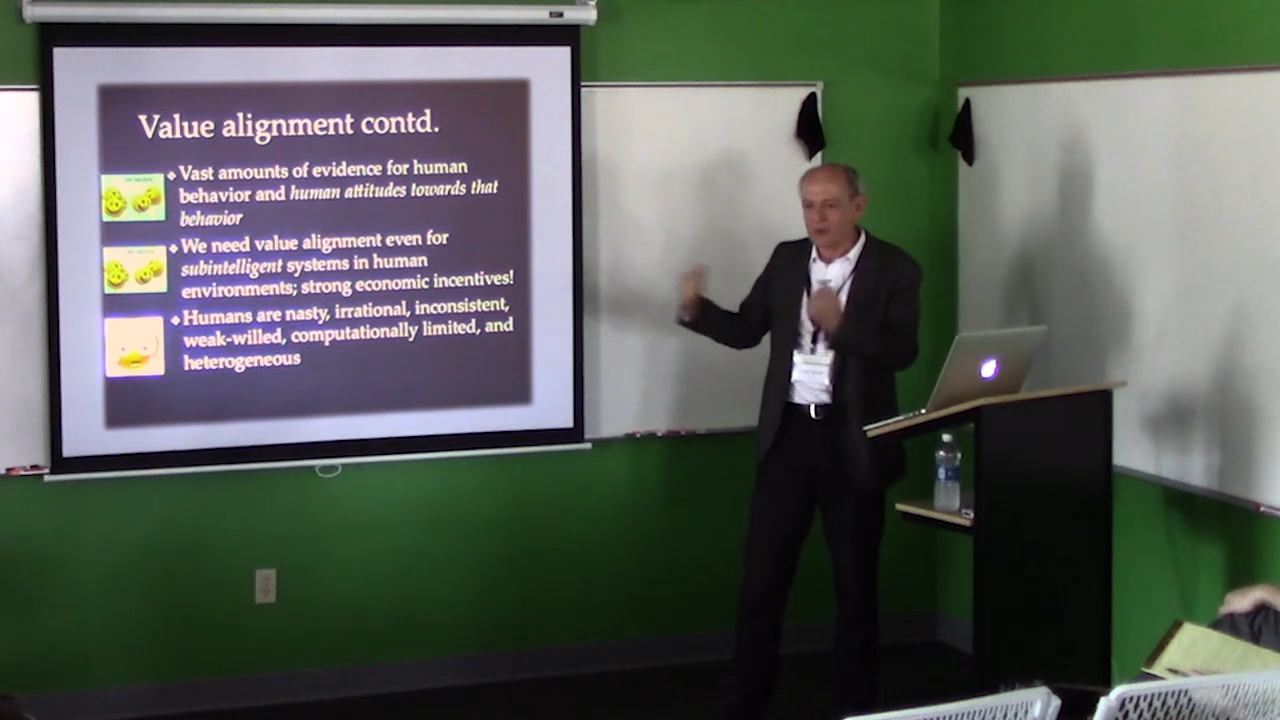 Value alignment contd.
❖ Vast amounts of evidence for human
behavior and human attitudes towards that
behavior
❖ We need value alignment even for
subintelligent systems in human
environments; strong economic incentives!
❖ Humans are nasty, irrational, inconsistent,
weak-willed, computationally limited, and
heterogeneous